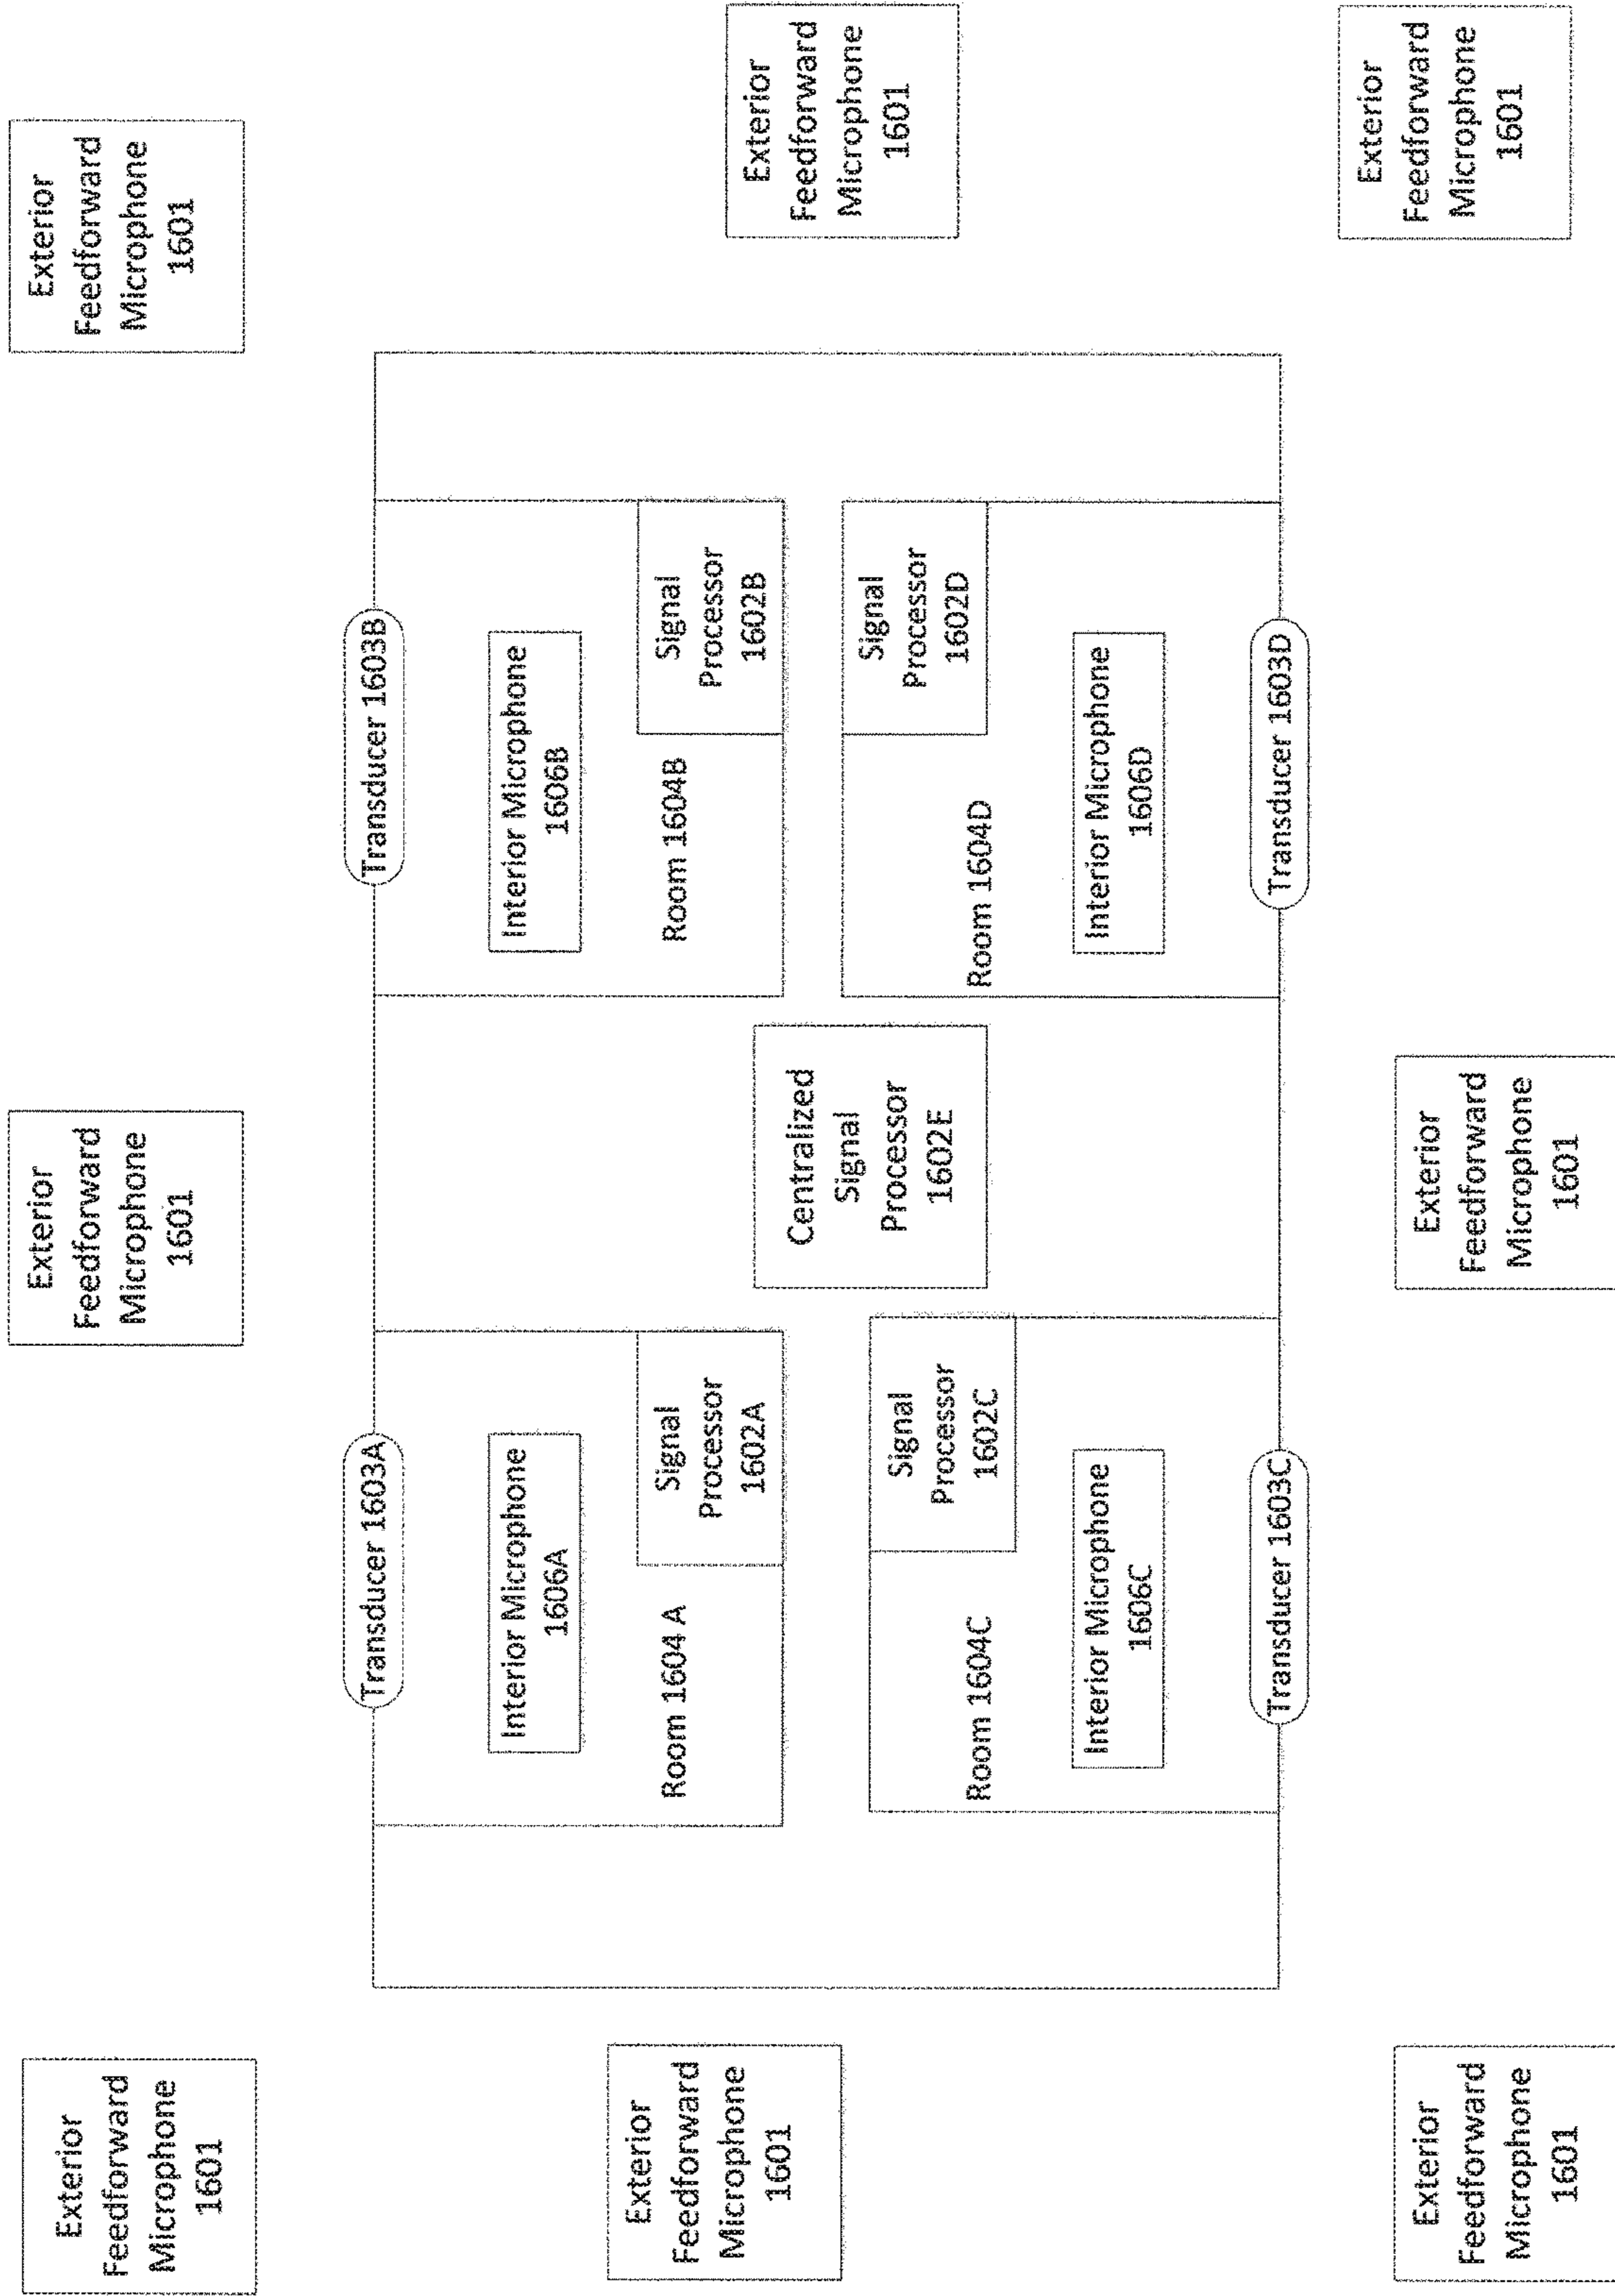 Exterior
Feedforward
Microphone
1601
Exterior
Feedforward
Microphone
1601
Exterior
Feedforward
Microphone
1601
Transducer 1603A
Transducer 1603B
Interior Microphone
1606A
Interior Microphone
1606B
Exterior
Feedforward
Microphone
1601
Room 1604 A
Signal
Processor
1602A
Room 1604B
Signal
Processor
1602B
Exterior
Feedforward
Microphone
1601
Centralized
Signal
Processor
1602E
Signal
Processor
1602C
Room 1604C
Signal
Processor
1602D
Room 1604D
Interior Microphone
1606C
Interior Microphone
1606D
Transducer 1603C
Transducer 1603D
Exterior
Feedforward
Microphone
1601
Exterior
Feedforward
Microphone
1601
Exterior
Feedforward
Microphone
1601